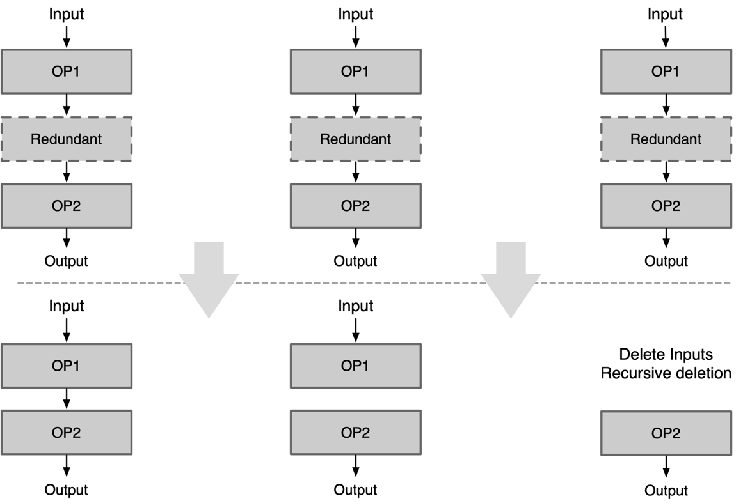 Input Input Input
OP1 OP1 OP1
Redundant Redundant Redundant
OP2 OP2 OP2
Output Output Output
Input Input
OP1 OP1 Delete Inputs
Recursive deletion
OP2 OP2 OP2
Output Output Output